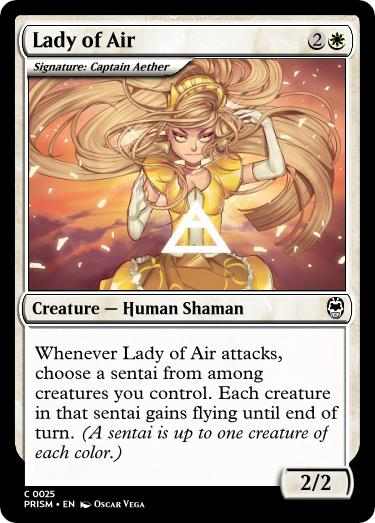 Lady of Air 2
Signature: Captain Aether
Creature — Human Shaman
Whenever Lady of Air attacks,
choose a sentai from among
creatures you control. Each creature
in that sentai gains flying until end of
turn. (A sentai is up to one creature of
each color.)
2/2
C 0025
PRISM • EN Oscar Vega